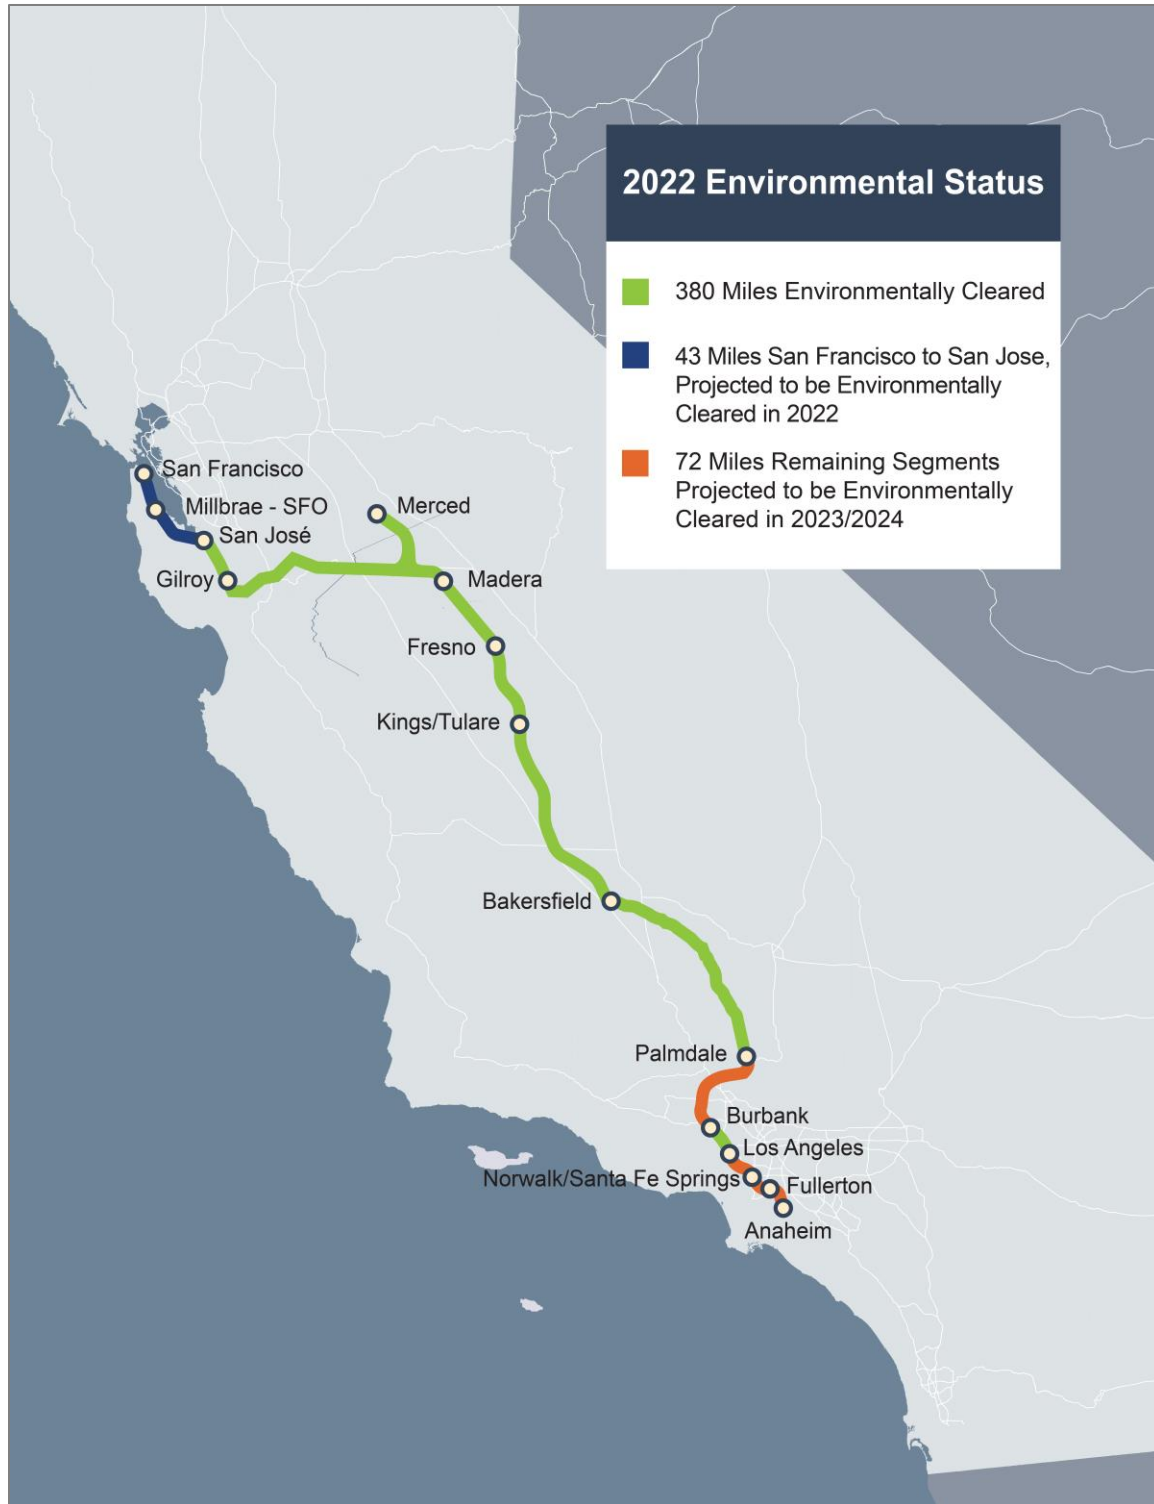 2022 Environmental Status
380 Miles Environmentally Cleared
43 Miles San Francisco to San Jose,
Projected to be Environmentally
Cleared in 2022
72 Miles Remaining Segments
Projected to be Environmentally
Cleared in 2023/2024
San Francisco
Millbrae - SFO
San José
Gilroy
Merced
Madera
Fresno
Kings/Tulare
Bakersfield
Palmdale
Burbank
Los Angeles
Norwalk/Santa Fe Springs
Fullerton
Anaheim